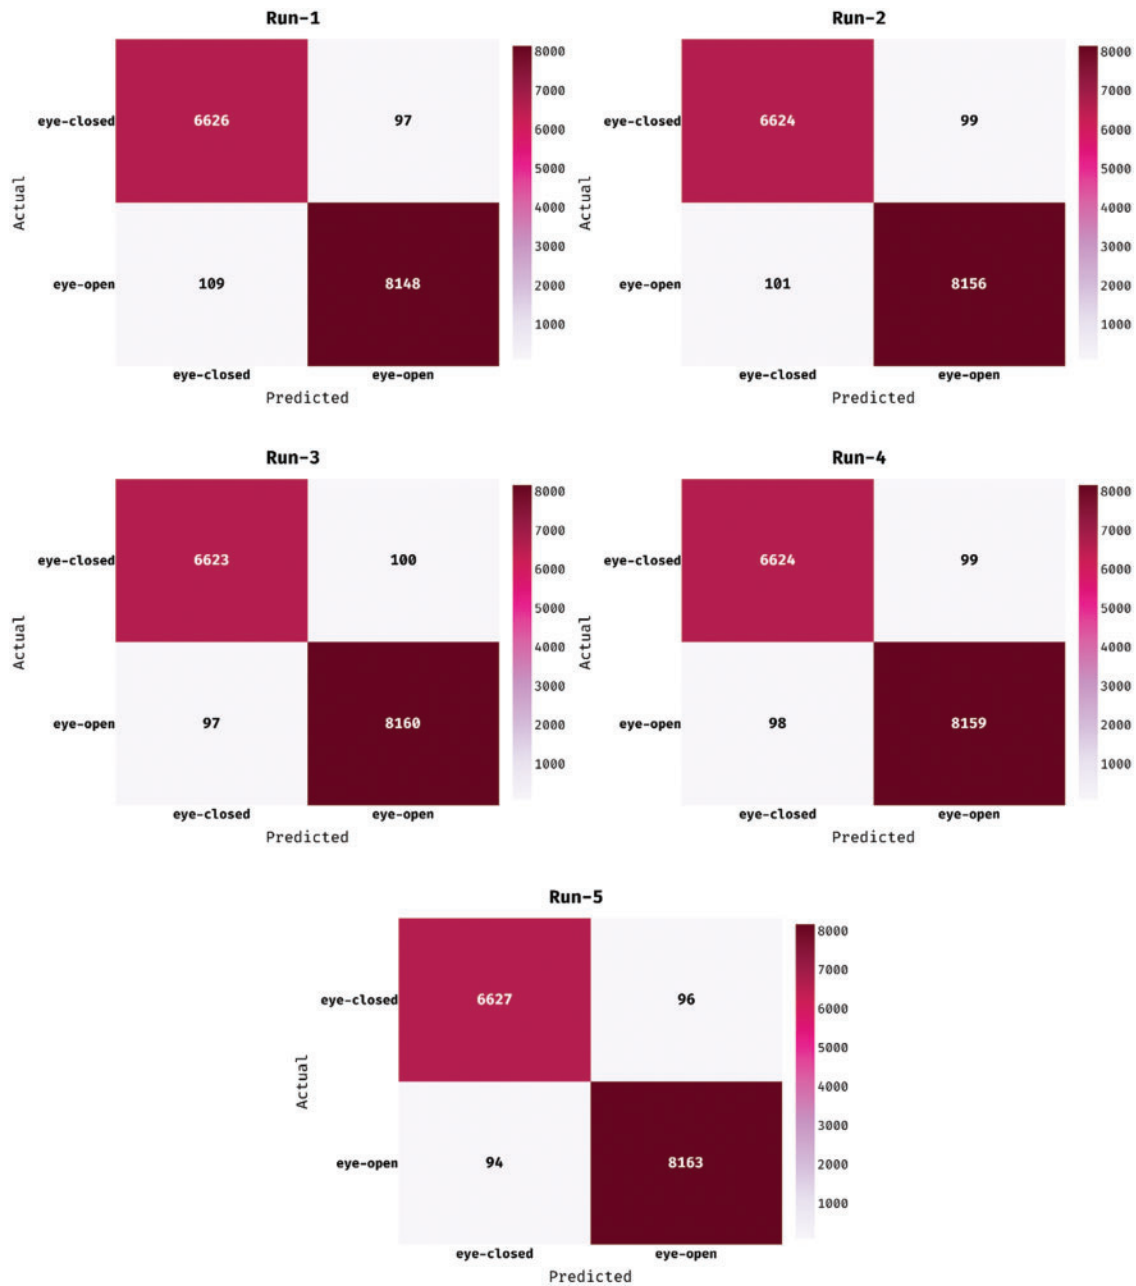 Run-1
eye-closed 6626 97
eye-open 109 8148
eye-closed eye-open
Predicted
Actual
8000
7000
6000
5000
4000
3000
2000
1000
Run-2
eye-closed 6624 99
eye-open 101 8156
eye-closed eye-open
Predicted
Actual
8000
7000
6000
5000
4000
3000
2000
1000
Run-3
eye-closed 6623 100
eye-open 97 8160
eye-closed eye-open
Predicted
Actual
8000
7000
6000
5000
4000
3000
2000
1000
Run-4
eye-closed 6624 99
eye-open 98 8159
eye-closed eye-open
Predicted
Actual
8000
7000
6000
5000
4000
3000
2000
1000
Run-5
eye-closed 6627 96
eye-open 94 8163
eye-closed eye-open
Predicted
Actual
8000
7000
6000
5000
4000
3000
2000
1000